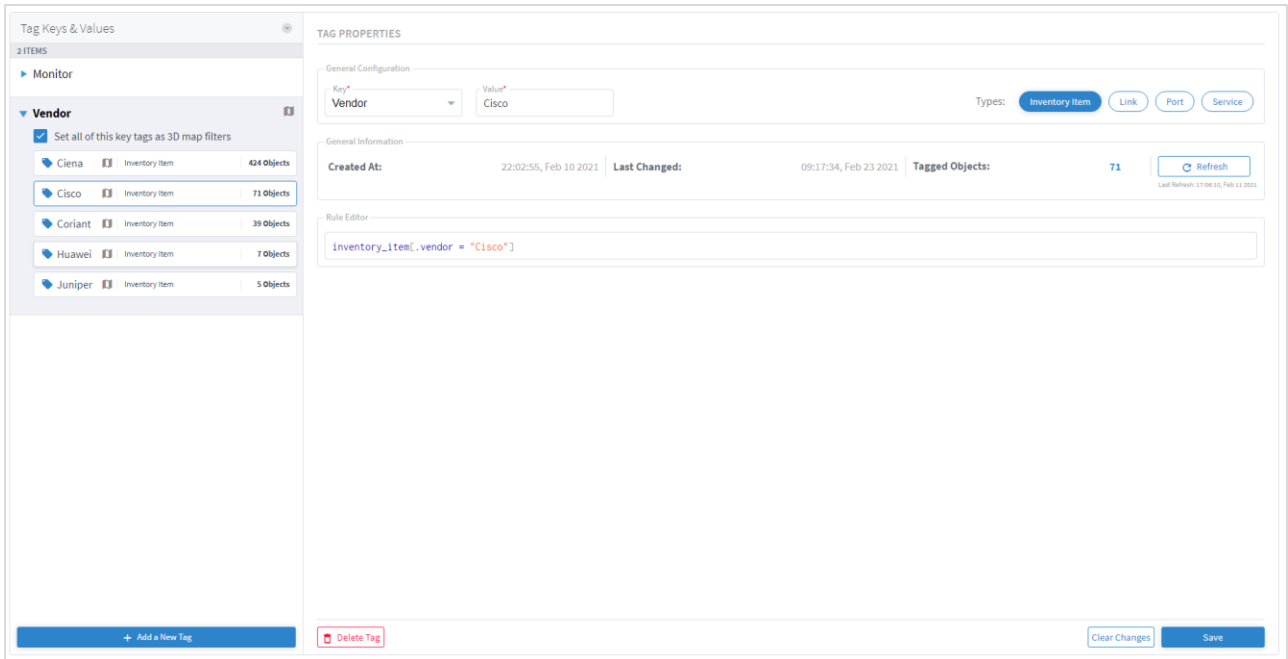 Tag Keys & Values
2 ITEMS
Monitor
Vendor
Set all of this key tags as 3D map filters
Ciena Inventory Item 424 Objects
Cisco Inventory Item 71 Objects
Coriant Inventory Item 39 Objects
Huawei Inventory Item 7 Objects
Juniper Inventory Item 5 Objects
+ Add a New Tag
TAG PROPERTIES
General Configuration
Key* Value*
Vendor Cisco Types: Inventory Item Link Port Service
General Information
Created At: 22:02:55, Feb 10 2021 Last Changed: 09:17:34, Feb 23 2021 Tagged Objects: 71 Refresh
Last Refresh: 17:08:10, Feb 11 2021
Rule Editor
inventory_item[.vendor = "Cisco"]
Delete Tag Clear Changes Save